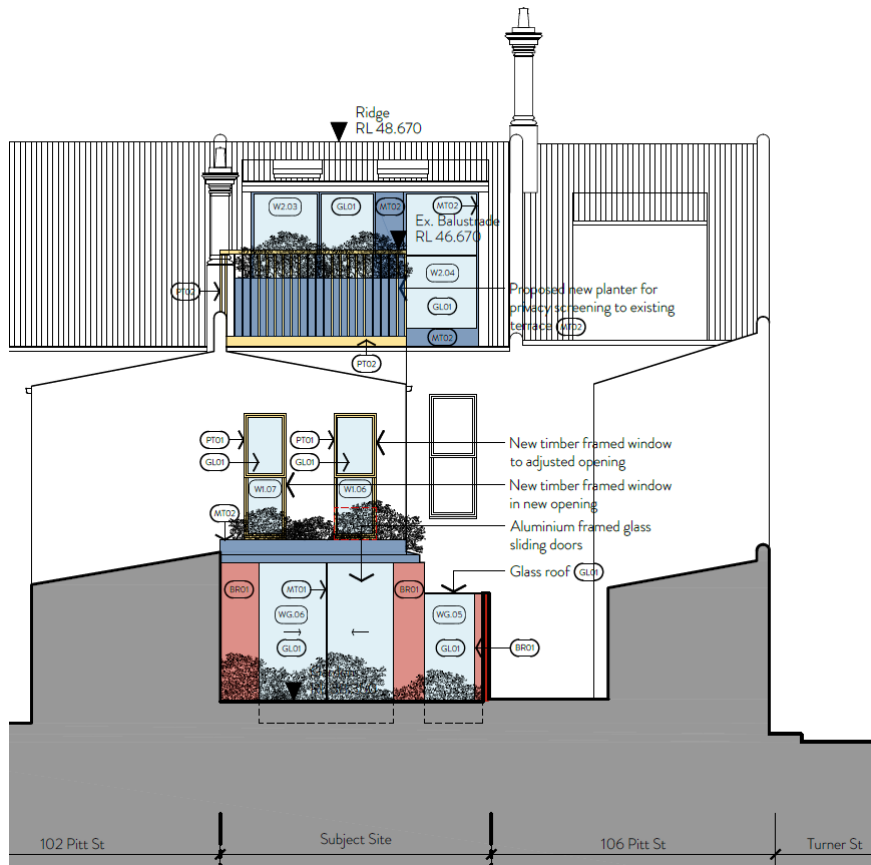 Ridge
RL 48.670
W2.03
GL01
MT02
MT02
Ex. Balustrade
RL 46.670
W2.04
GL01
MT02
PT02
Proposed new planter for
privacy screening to existing
terrace MT02
PT02
PT01
PT01
GL01
GL01
New timber framed window
to adjusted opening
W1.07
W1.06
New timber framed window
in new opening
MT02
Aluminium framed glass
sliding doors
Glass roof GL01
BR01
MT01
BR01
WG.06
WG.05
GL01
GL01
BR01
102 Pitt St
Subject Site
106 Pitt St
Turner St